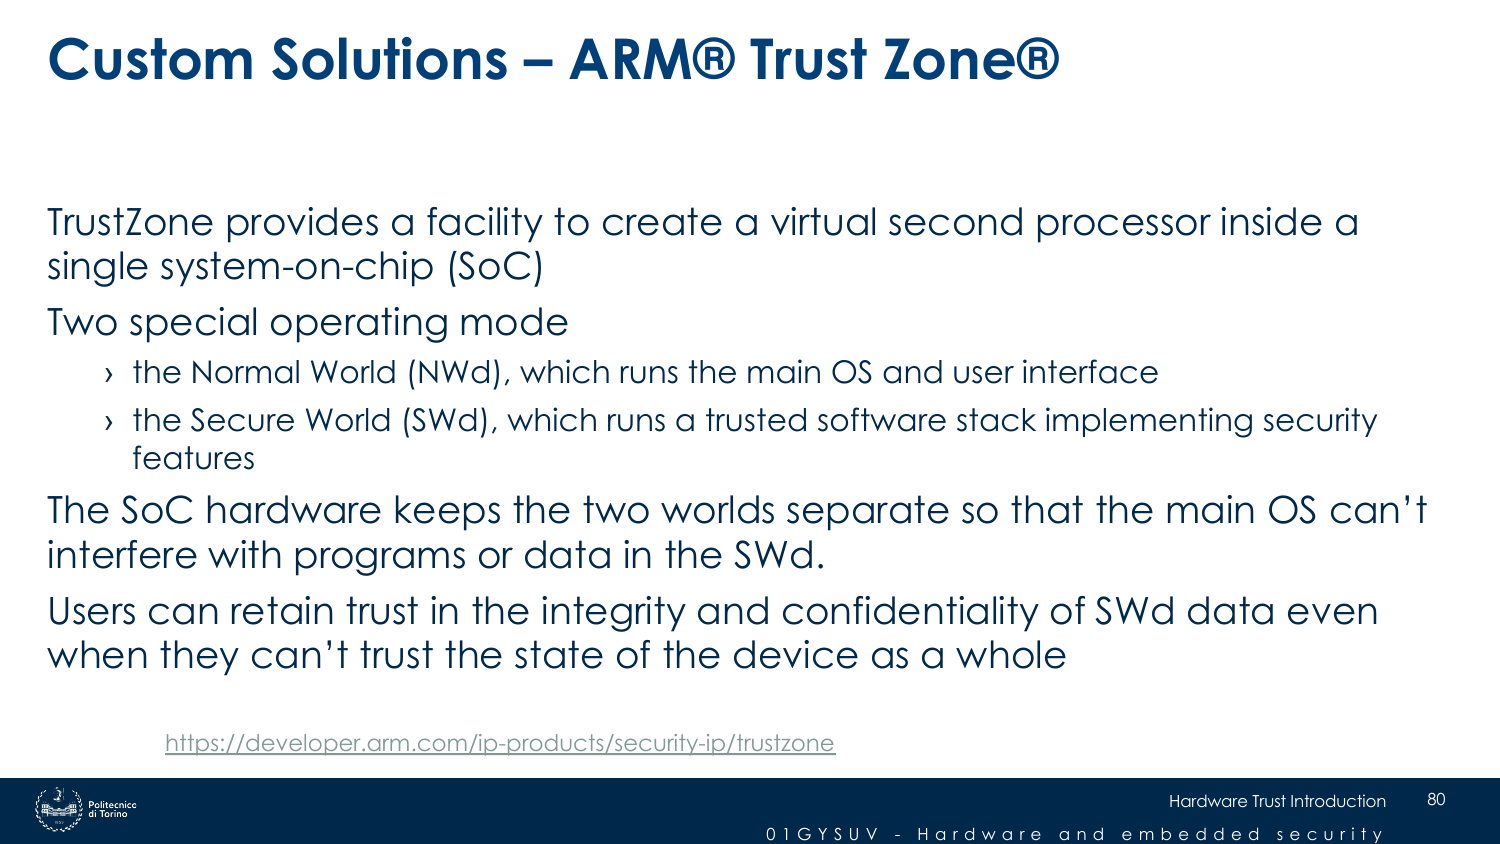 Custom Solutions – ARM® Trust Zone®
TrustZone provides a facility to create a virtual second processor inside a
single system-on-chip (SoC)
Two special operating mode
› the Normal World (NWd), which runs the main OS and user interface
› the Secure World (SWd), which runs a trusted software stack implementing security
features
The SoC hardware keeps the two worlds separate so that the main OS can’t
interfere with programs or data in the SWd.
Users can retain trust in the integrity and confidentiality of SWd data even
when they can’t trust the state of the device as a whole
https://developer.arm.com/ip-products/security-ip/trustzone
Politecnico
di Torino
Hardware Trust Introduction 80
01GYSUV - Hardware and embedded security